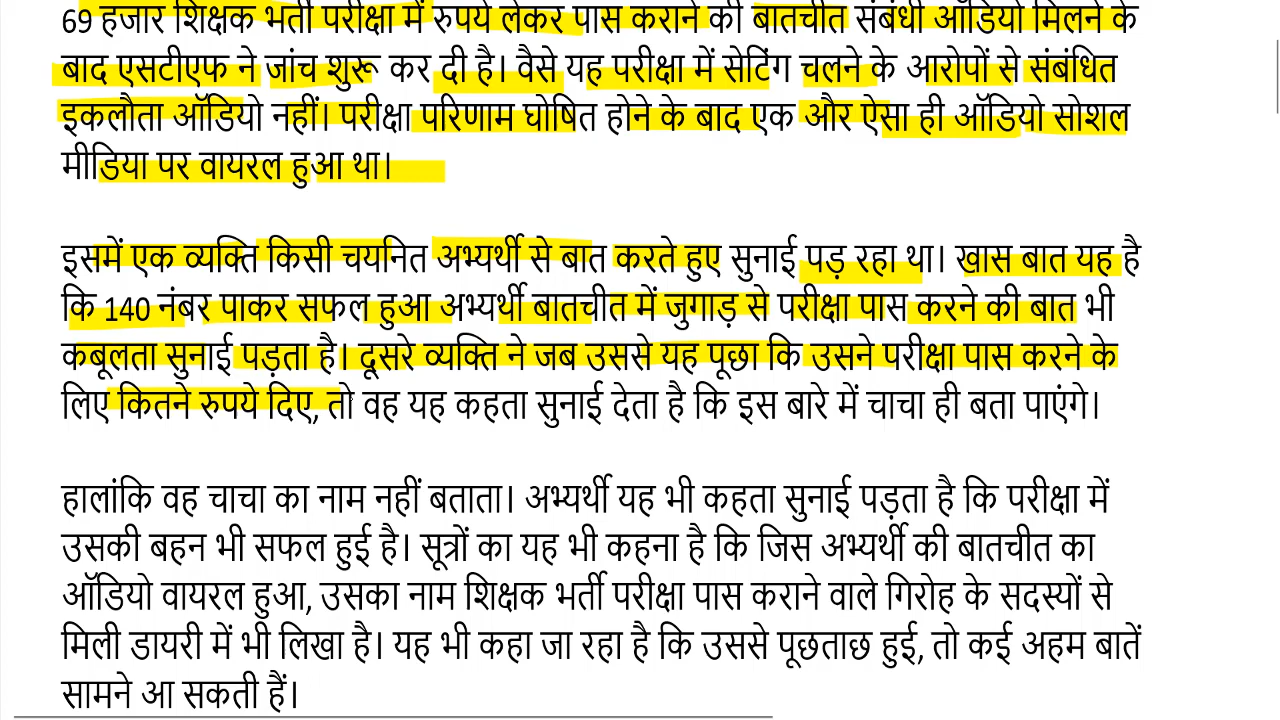 69 हजार शिक्षक भर्ती परीक्षा में रुपये लेकर पास कराने की बातचीत संबंधी ऑडियो मिलने के
बाद एसटीएफ ने जांच शुरू कर दी है। वैसे यह परीक्षा में सेटिंग चलने के आरोपों से संबंधित
इकलौता ऑडियो नहीं। परीक्षा परिणाम घोषित होने के बाद एक और ऐसा ही ऑडियो सोशल
मीडिया पर वायरल हुआ था।
इसमें एक व्यक्ति किसी चयनित अभ्यर्थी से बात करते हुए सुनाई पड़ रहा था। खास बात यह है
कि 140 नंबर पाकर सफल हुआ अभ्यर्थी बातचीत में जुगाड़ से परीक्षा पास करने की बात भी
कबूलता सुनाई पड़ता है। दूसरे व्यक्ति ने जब उससे यह पूछा कि उसने परीक्षा पास करने के
लिए कितने रुपये दिए, तो वह यह कहता सुनाई देता है कि इस बारे में चाचा ही बता पाएंगे।
हालांकि वह चाचा का नाम नहीं बताता। अभ्यर्थी यह भी कहता सुनाई पड़ता है कि परीक्षा में
उसकी बहन भी सफल हुई है। सूत्रों का यह भी कहना है कि जिस अभ्यर्थी की बातचीत का
ऑडियो वायरल हुआ, उसका नाम शिक्षक भर्ती परीक्षा पास कराने वाले गिरोह के सदस्यों से
मिली डायरी में भी लिखा है। यह भी कहा जा रहा है कि उससे पूछताछ हुई, तो कई अहम बातें
सामने आ सकती हैं।